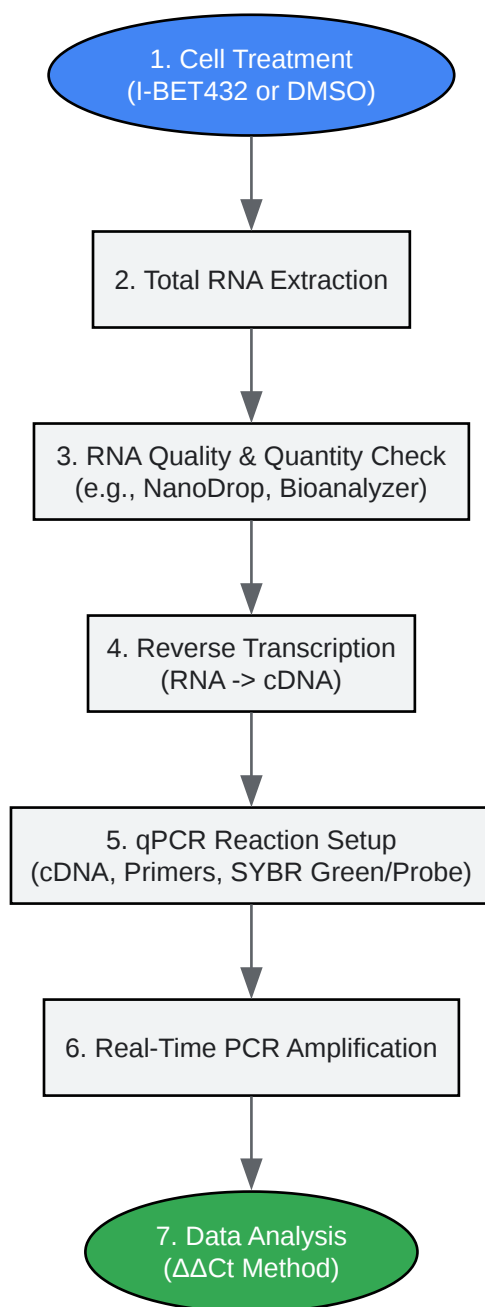 1. Cell Treatment
(I-BET432 or DMSO)
2. Total RNA Extraction
3. RNA Quality & Quantity Check
(e.g., NanoDrop, Bioanalyzer)
4. Reverse Transcription
(RNA -> cDNA)
5. qPCR Reaction Setup
(cDNA, Primers, SYBR Green/Probe)
6. Real-Time PCR Amplification
7. Data Analysis
(ΔΔCt Method)